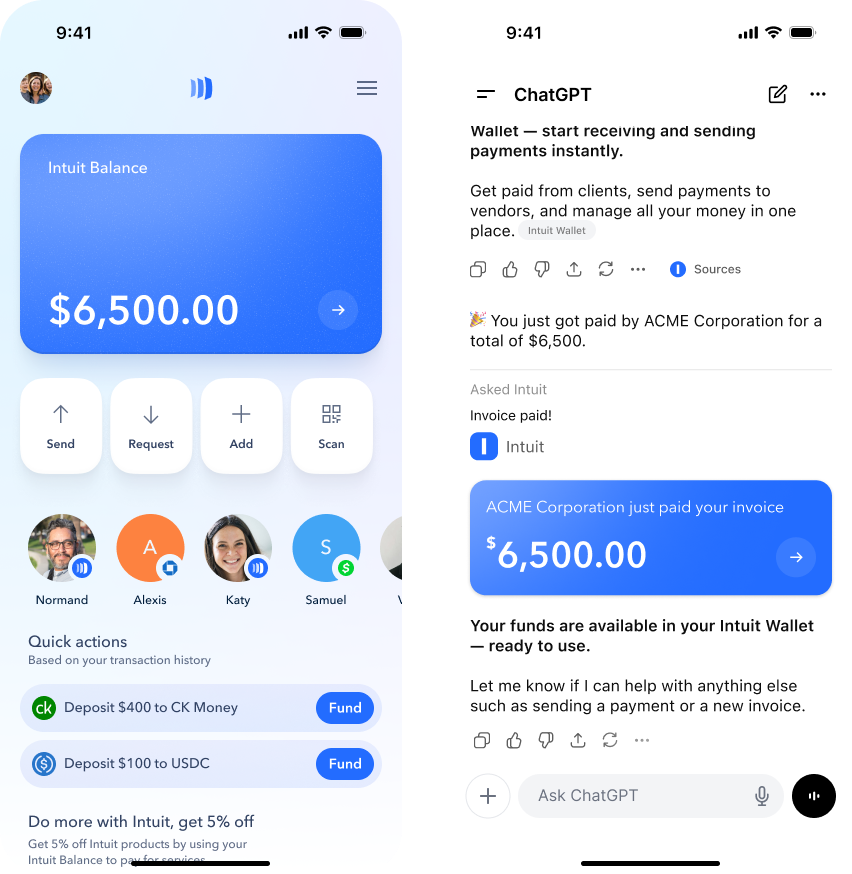 9:41
Intuit Balance
$6,500.00
Send
Request
Add
Scan
A
S
$
Normand
Alexis
Katy
Samuel
V
Quick actions
Based on your transaction history
ck
Deposit $400 to CK Money
Fund
$
Deposit $100 to USDC
Fund
Do more with Intuit, get 5% off
Get 5% off Intuit products by using your
Intuit Balance to pay for services
9:41
ChatGPT
Wallet — start receiving and sending
payments instantly.
Get paid from clients, send payments to
vendors, and manage all your money in one
place. Intuit Wallet
Sources
🎉 You just got paid by ACME Corporation for a
total of $6,500.
Asked Intuit
Invoice paid!
Intuit
ACME Corporation just paid your invoice
$6,500.00
Your funds are available in your Intuit Wallet
— ready to use.
Let me know if I can help with anything else
such as sending a payment or a new invoice.
Ask ChatGPT